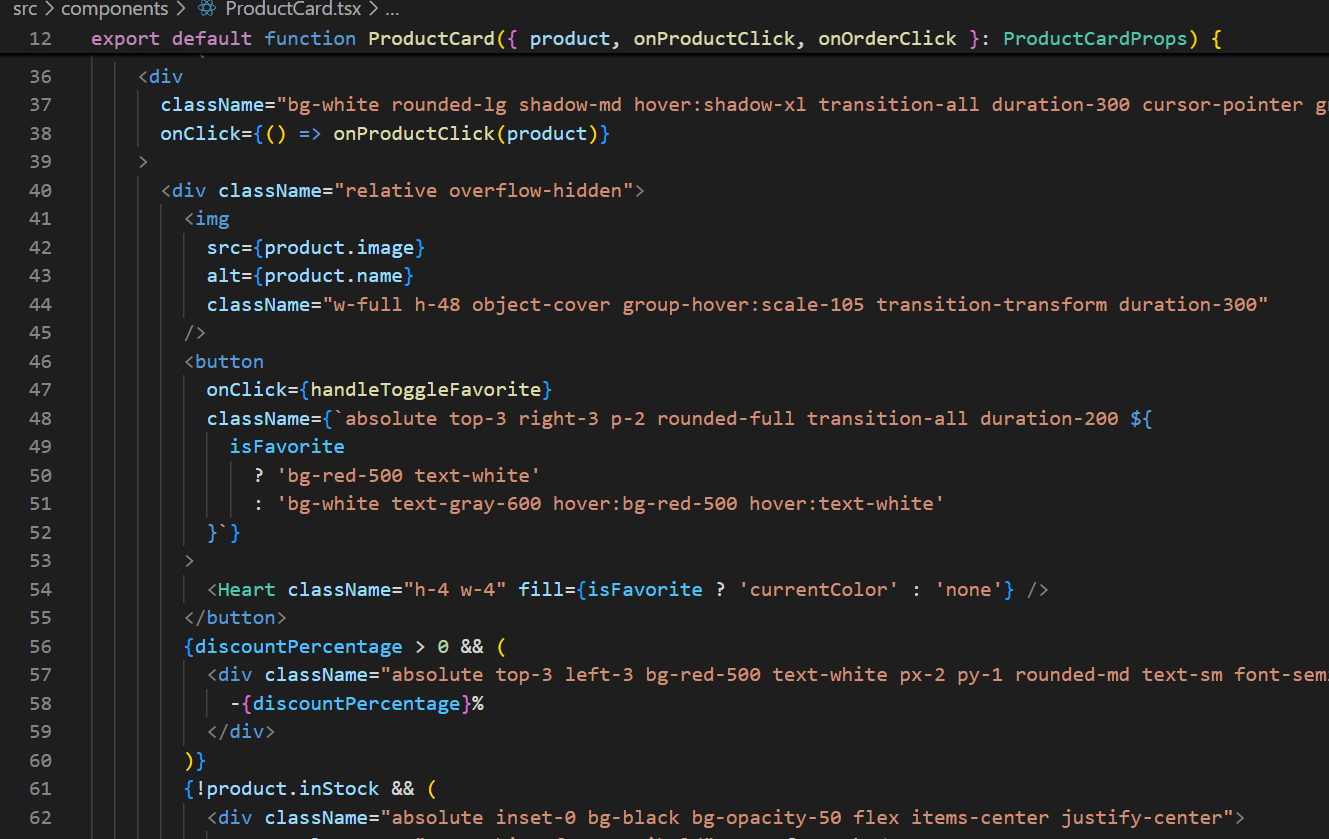 src > components > ProductCard.tsx > ...
12 export default function ProductCard({ product, onProductClick, onOrderClick }: ProductCardProps) {
36 <div
37 className="bg-white rounded-lg shadow-md hover:shadow-xl transition-all duration-300 cursor-pointer
38 onClick={() => onProductClick(product)}
39 >
40 <div className="relative overflow-hidden">
41 <img
42 src={product.image}
43 alt={product.name}
44 className="w-full h-48 object-cover group-hover:scale-105 transition-transform duration-300"
45 />
46 <button
47 onClick={handleToggleFavorite}
48 className={`absolute top-3 right-3 p-2 rounded-full transition-all duration-200 ${
49 isFavorite
50 ? 'bg-red-500 text-white'
51 : 'bg-white text-gray-600 hover:bg-red-500 hover:text-white'
52 }`}
53 >
54 <Heart className="h-4 w-4" fill={isFavorite ? 'currentColor' : 'none'} />
55 </button>
56 {discountPercentage > 0 && (
57 <div className="absolute top-3 left-3 bg-red-500 text-white px-2 py-1 rounded-md text-sm
58 -{discountPercentage}%
59 </div>
60 )}
61 {!product.inStock && (
62 <div className="absolute inset-0 bg-black bg-opacity-50 flex items-center justify-center">